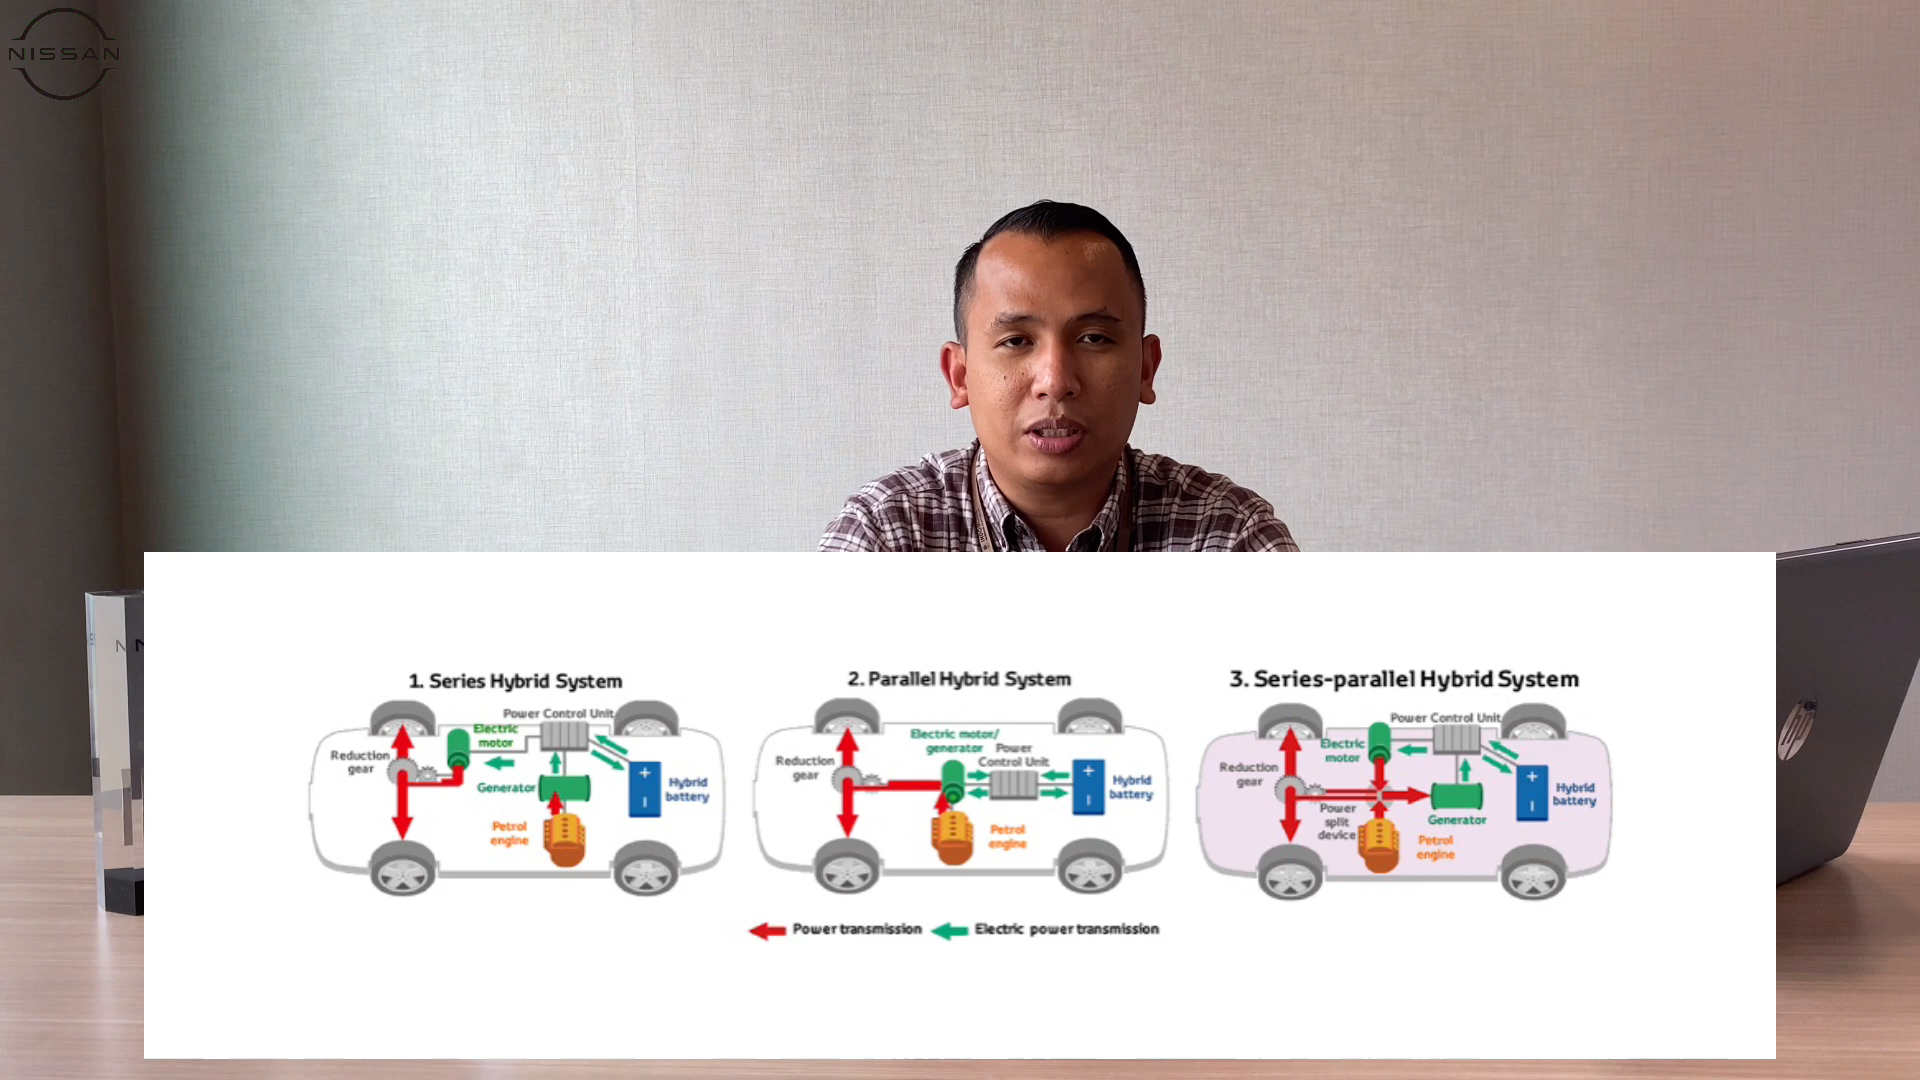 NISSAN
1. Series Hybrid System
Power Control Unit
Electric
motor
Reduction
gear
Generator
Hybrid
battery
Petrol
engine
2. Parallel Hybrid System
Electric motor/
generator
Power
Control Unit
Reduction
gear
Hybrid
battery
Petrol
engine
3. Series-parallel Hybrid System
Power Control Unit
Electric
motor
Reduction
gear
Power
split
device
Generator
Hybrid
battery
Petrol
engine
Power transmission
Electric power transmission
hp